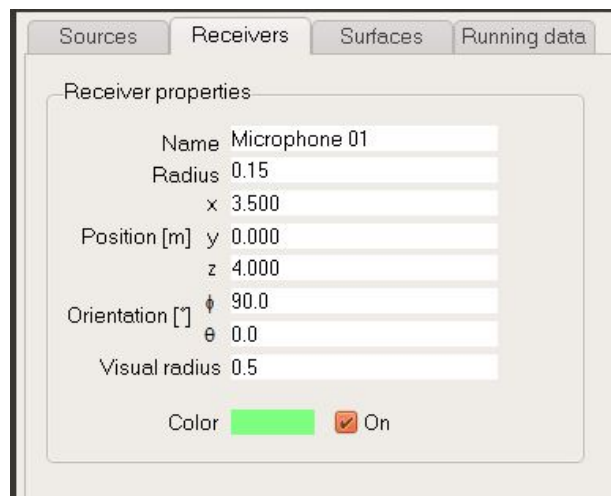 Sources Receivers Surfaces Running data
Receiver properties
Name Microphone 01
Radius 0.15
x 3.500
Position [m] y 0.000
z 4.000
Orientation [°] ϕ 90.0
θ 0.0
Visual radius 0.5
Color On